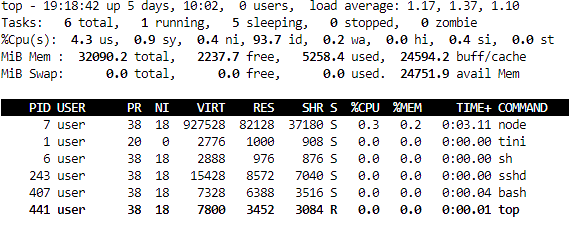 top - 19:18:42 up 5 days, 10:02, 0 users, load average: 1.17, 1.37, 1.10
Tasks: 6 total, 1 running, 5 sleeping, 0 stopped, 0 zombie
%Cpu(s): 4.3 us, 0.9 sy, 0.4 ni, 93.7 id, 0.2 wa, 0.0 hi, 0.4 si, 0.0 st
MiB Mem : 32090.2 total, 2237.7 free, 5258.4 used, 24594.2 buff/cache
MiB Swap: 0.0 total, 0.0 free, 0.0 used. 24751.9 avail Mem
PID USER PR NI VIRT RES SHR S %CPU %MEM TIME+ COMMAND
7 user 38 18 927528 82128 37180 S 0.3 0.2 0:03.11 node
1 user 20 0 2776 1000 908 S 0.0 0.0 0:00.00 tini
6 user 38 18 2888 976 876 S 0.0 0.0 0:00.00 sh
243 user 38 18 15428 8572 7040 S 0.0 0.0 0:00.00 sshd
407 user 38 18 7328 6388 3516 S 0.0 0.0 0:00.04 bash
441 user 38 18 7800 3452 3084 R 0.0 0.0 0:00.01 top